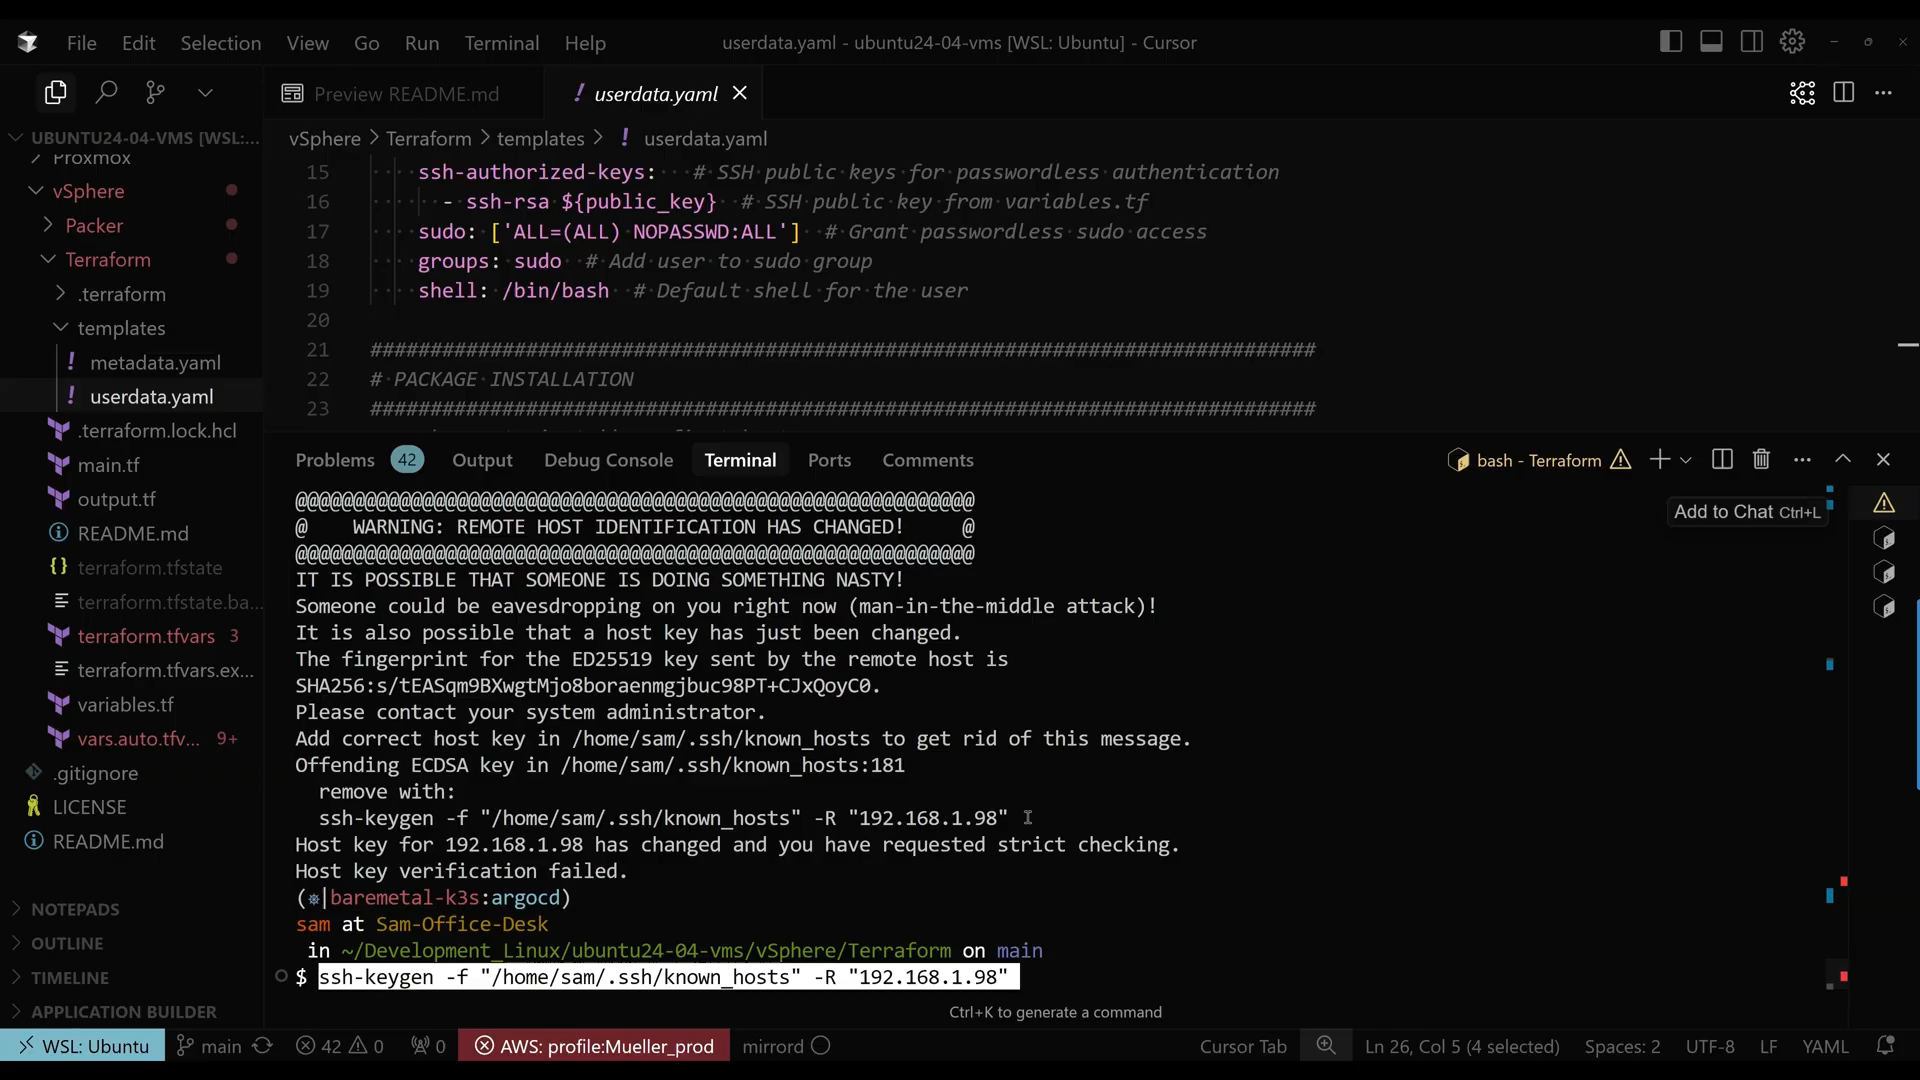 File Edit Selection View Go Run Terminal Help
userdata.yaml - ubuntu24-04-vms [WSL: Ubuntu] - Cursor
Preview README.md
! userdata.yaml
UBUNTU24-04-VMS [WSL:...
Proxmox
vSphere
Packer
Terraform
.terraform
templates
! metadata.yaml
! userdata.yaml
.terraform.lock.hcl
main.tf
output.tf
README.md
{} terraform.tfstate
terraform.tfstate.ba...
terraform.tfvars 3
terraform.tfvars.ex...
variables.tf
vars.auto.tfv... 9+
.gitignore
LICENSE
README.md
NOTEPADS
OUTLINE
TIMELINE
APPLICATION BUILDER
vSphere > Terraform > templates > ! userdata.yaml
15 ssh-authorized-keys: # SSH public keys for passwordless authentication
16 - ssh-rsa ${public_key} # SSH public key from variables.tf
17 sudo: ['ALL=(ALL) NOPASSWD:ALL'] # Grant passwordless sudo access
18 groups: sudo # Add user to sudo group
19 shell: /bin/bash # Default shell for the user
20
21 ###############################################################################
22 # PACKAGE INSTALLATION
23 ###############################################################################
Problems 42 Output Debug Console Terminal Ports Comments
bash - Terraform
Add to Chat Ctrl+L
@@@@@@@@@@@@@@@@@@@@@@@@@@@@@@@@@@@@@@@@@@@@@@@@@@@@@@@@@@@
@ WARNING: REMOTE HOST IDENTIFICATION HAS CHANGED! @
@@@@@@@@@@@@@@@@@@@@@@@@@@@@@@@@@@@@@@@@@@@@@@@@@@@@@@@@@@@
IT IS POSSIBLE THAT SOMEONE IS DOING SOMETHING NASTY!
Someone could be eavesdropping on you right now (man-in-the-middle attack)!
It is also possible that a host key has just been changed.
The fingerprint for the ED25519 key sent by the remote host is
SHA256:s/tEASqm9BXwgtMjo8boraenmgjbuc98PT+CJxQoyC0.
Please contact your system administrator.
Add correct host key in /home/sam/.ssh/known_hosts to get rid of this message.
Offending ECDSA key in /home/sam/.ssh/known_hosts:181
remove with:
ssh-keygen -f "/home/sam/.ssh/known_hosts" -R "192.168.1.98"
Host key for 192.168.1.98 has changed and you have requested strict checking.
Host key verification failed.
(⎈|baremetal-k3s:argocd)
sam at Sam-Office-Desk
in ~/Development_Linux/ubuntu24-04-vms/vSphere/Terraform on main
$ ssh-keygen -f "/home/sam/.ssh/known_hosts" -R "192.168.1.98"
Ctrl+K to generate a command
WSL: Ubuntu main 42 0 0 AWS: profile:Mueller_prod mirrord Cursor Tab Ln 26, Col 5 (4 selected) Spaces: 2 UTF-8 LF YAML